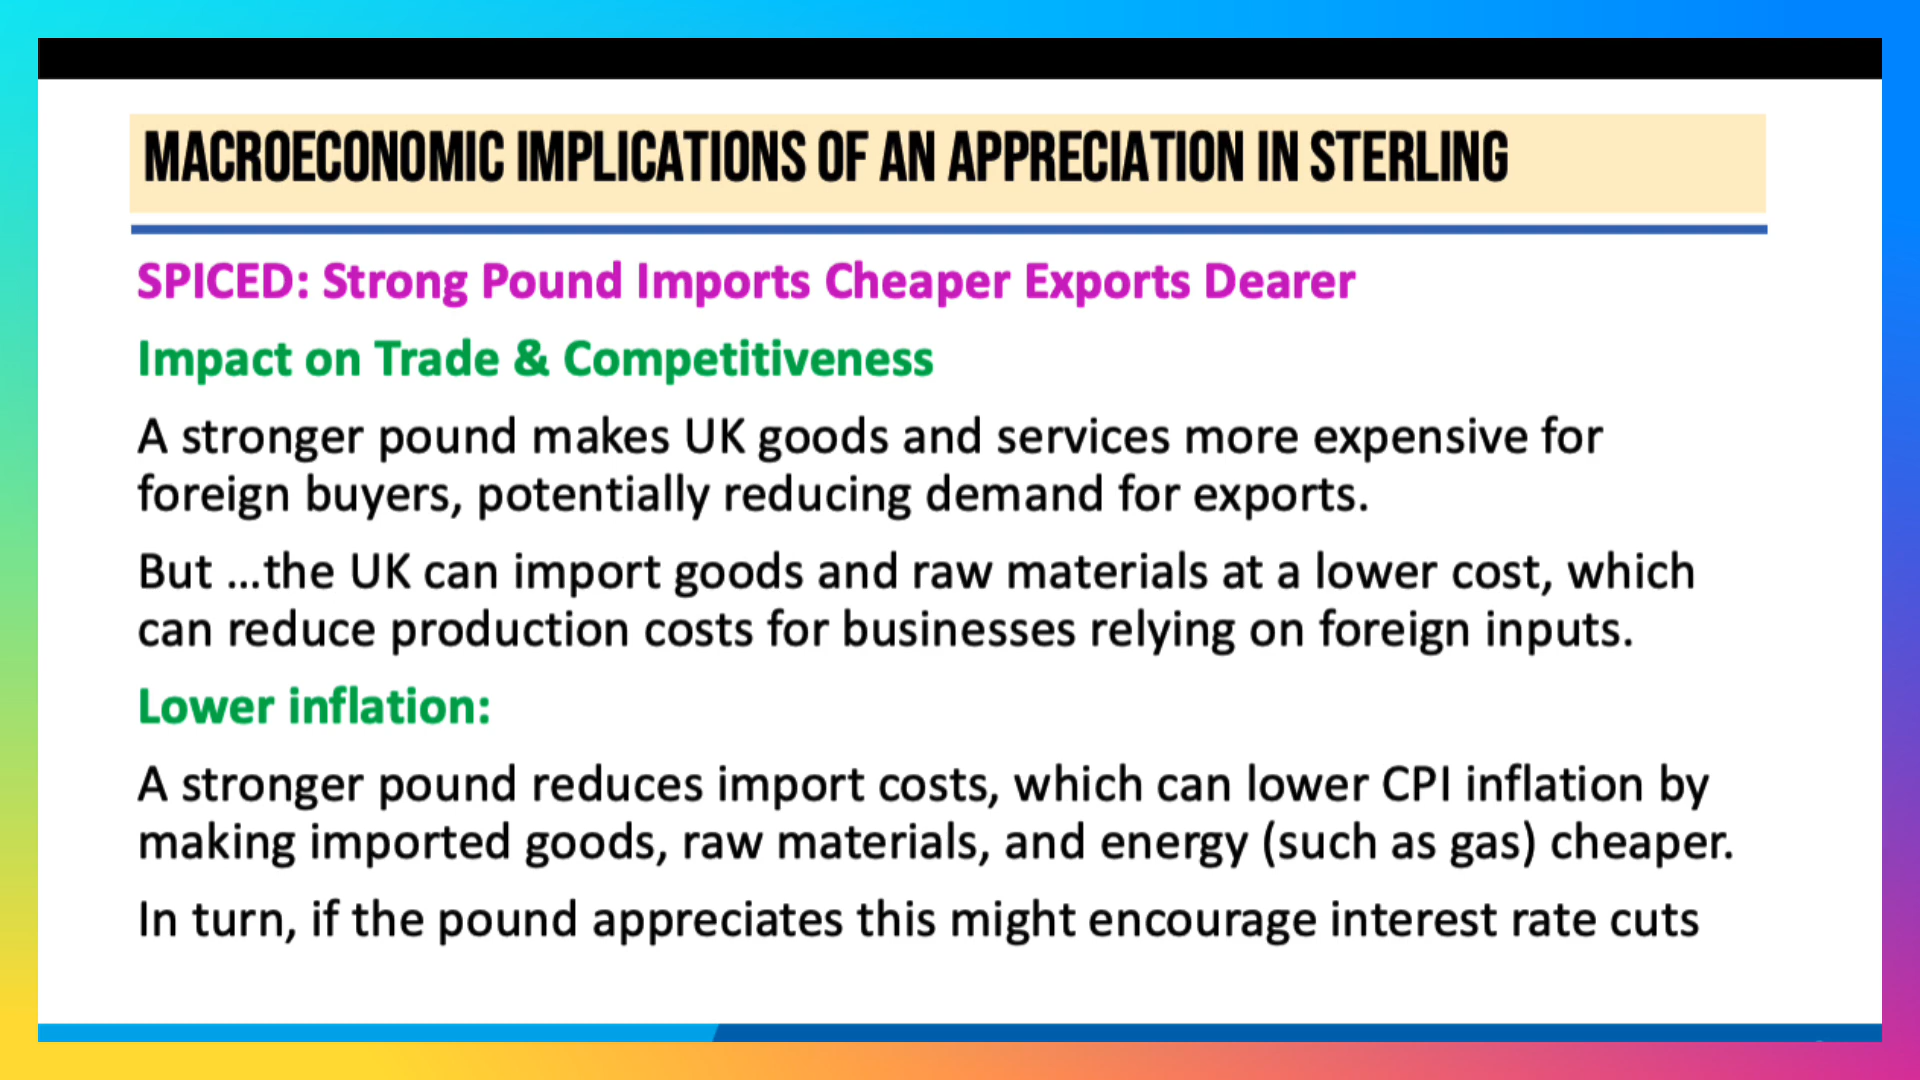 MACROECONOMIC IMPLICATIONS OF AN APPRECIATION IN STERLING
SPICED: Strong Pound Imports Cheaper Exports Dearer
Impact on Trade & Competitiveness
A stronger pound makes UK goods and services more expensive for
foreign buyers, potentially reducing demand for exports.
But ...the UK can import goods and raw materials at a lower cost, which
can reduce production costs for businesses relying on foreign inputs.
Lower inflation:
A stronger pound reduces import costs, which can lower CPI inflation by
making imported goods, raw materials, and energy (such as gas) cheaper.
In turn, if the pound appreciates this might encourage interest rate cuts